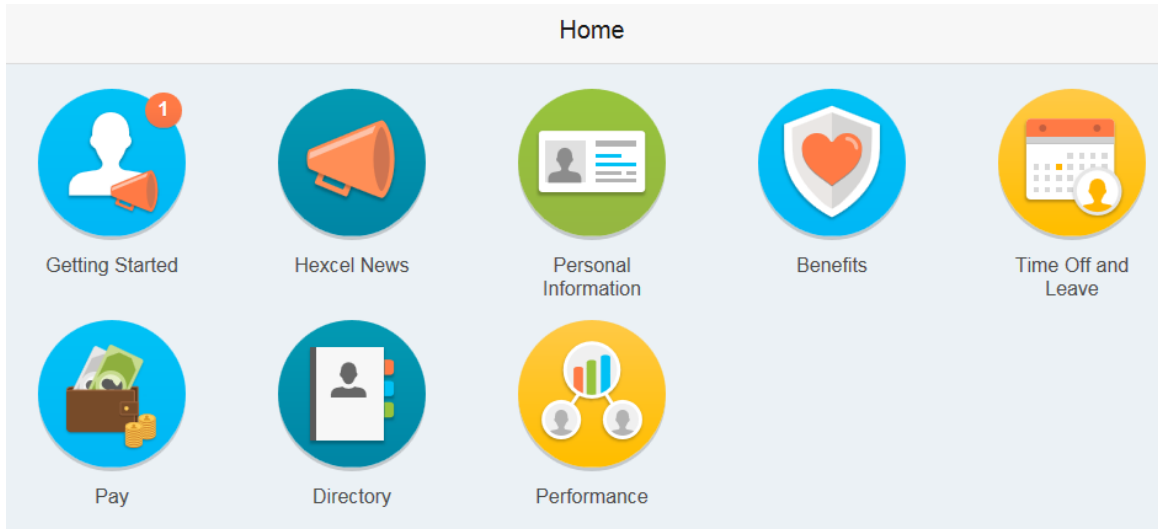 Home
1
Getting Started
Hexcel News
Personal
Information
Benefits
Time Off and
Leave
Pay
Directory
Performance